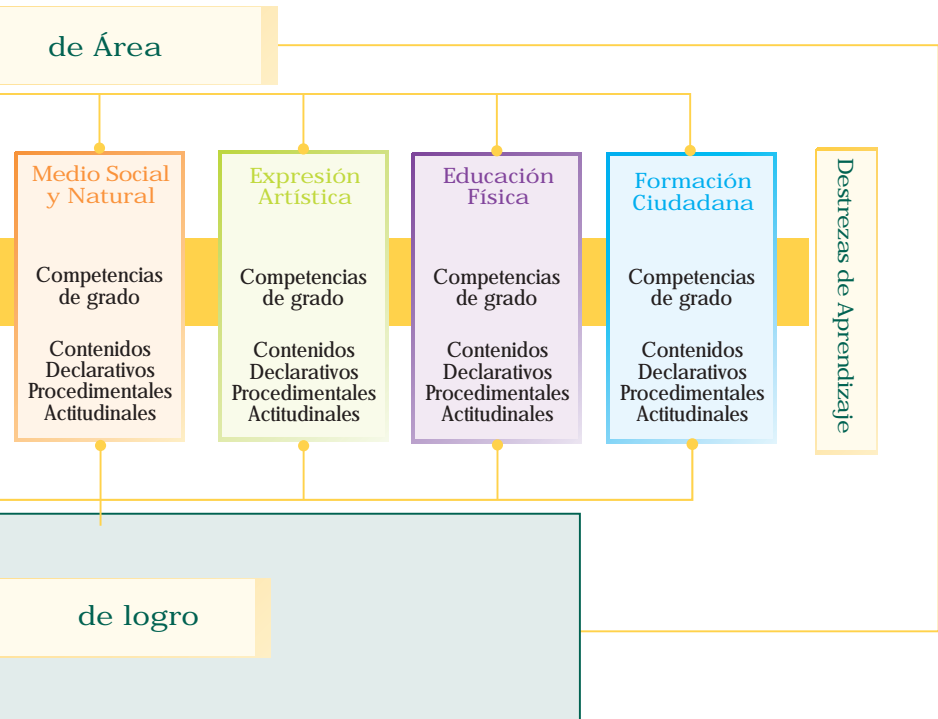 de Área
Medio Social
y Natural
Competencias
de grado
Contenidos
Declarativos
Procedimentales
Actitudinales
Expresión
Artística
Competencias
de grado
Contenidos
Declarativos
Procedimentales
Actitudinales
Educación
Física
Competencias
de grado
Contenidos
Declarativos
Procedimentales
Actitudinales
Formación
Ciudadana
Competencias
de grado
Contenidos
Declarativos
Procedimentales
Actitudinales
Destrezas de Aprendizaje
de logro